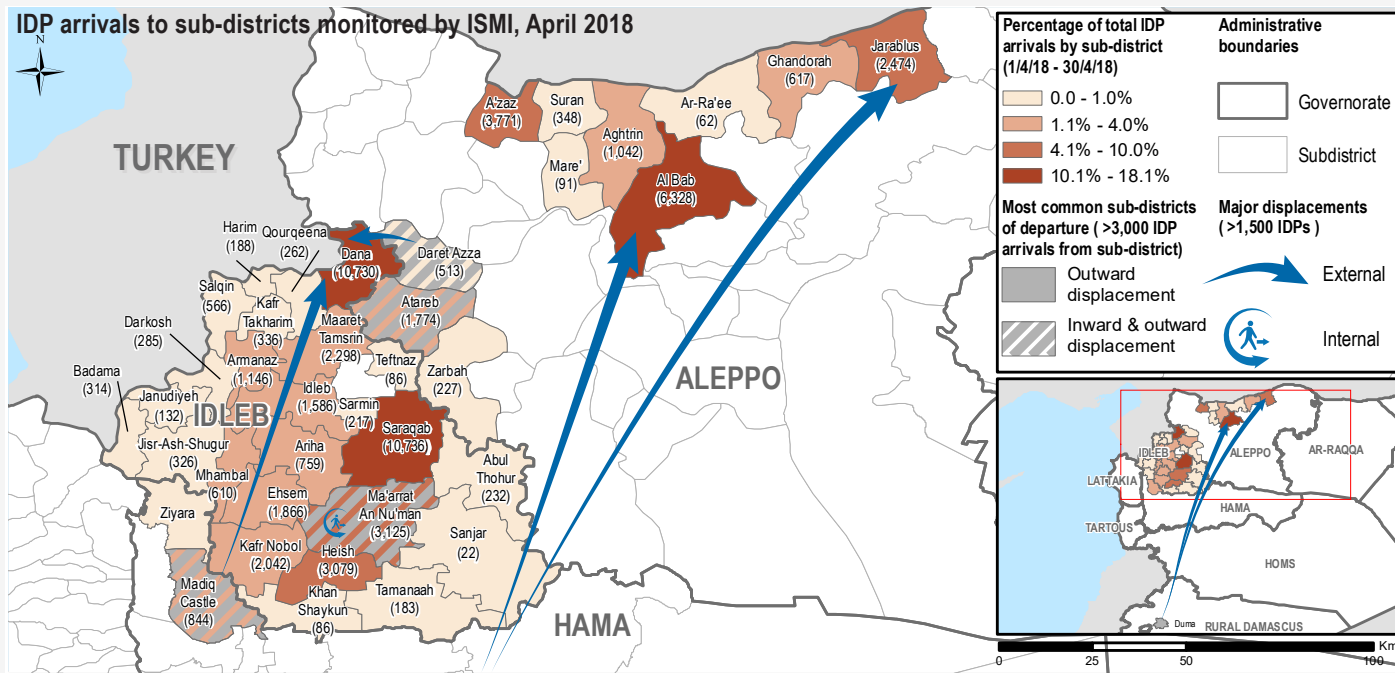 IDP arrivals to sub-districts monitored by ISMI, April 2018
N
TURKEY
A'zaz
(3,771)
Suran
(348)
Mare'
(91)
Aghtrin
(1,042)
Ar-Ra'ee
(62)
Ghandorah
(617)
Jarablus
(2,474)
Al Bab
(6,328)
Harim
(188)
Qourqeena
(262)
Dana
(10,730)
Daret Azza
(513)
Salqin
(566)
Kafr
Takharim
(336)
Maaret
Tamsrin
(2,298)
Atareb
(1,774)
Darkosh
(285)
Armanaz
(1,146)
Teftnaz
(86)
Zarbah
(227)
ALEPPO
Badama
(314)
Janudiyeh
(132)
IDLEB
Idleb
(1,586)
Sarmin
(217)
Saraqab
(10,736)
Jisr-Ash-Shugur
(326)
Ariha
(759)
Abul
Thohur
(232)
Mhambal
(610)
Ehsem
(1,866)
Ma'arrat
An Nu'man
(3,125)
Ziyara
Sanjar
(22)
Kafr Nobol
(2,042)
Heish
(3,079)
Madiq
Castle
(844)
Khan
Shaykun
(86)
Tamanaah
(183)
HAMA
Percentage of total IDP
arrivals by sub-district
(1/4/18 - 30/4/18)
0.0 - 1.0%
1.1% - 4.0%
4.1% - 10.0%
10.1% - 18.1%
Administrative
boundaries
Governorate
Subdistrict
Most common sub-districts
of departure ( >3,000 IDP
arrivals from sub-district)
Outward
displacement
Inward & outward
displacement
Major displacements
( >1,500 IDPs )
External
Internal
IDLEB
ALEPPO
AR-RAQQA
LATTAKIA
HAMA
TARTOUS
HOMS
Duma
RURAL DAMASCUS
Km
0 25 50 100